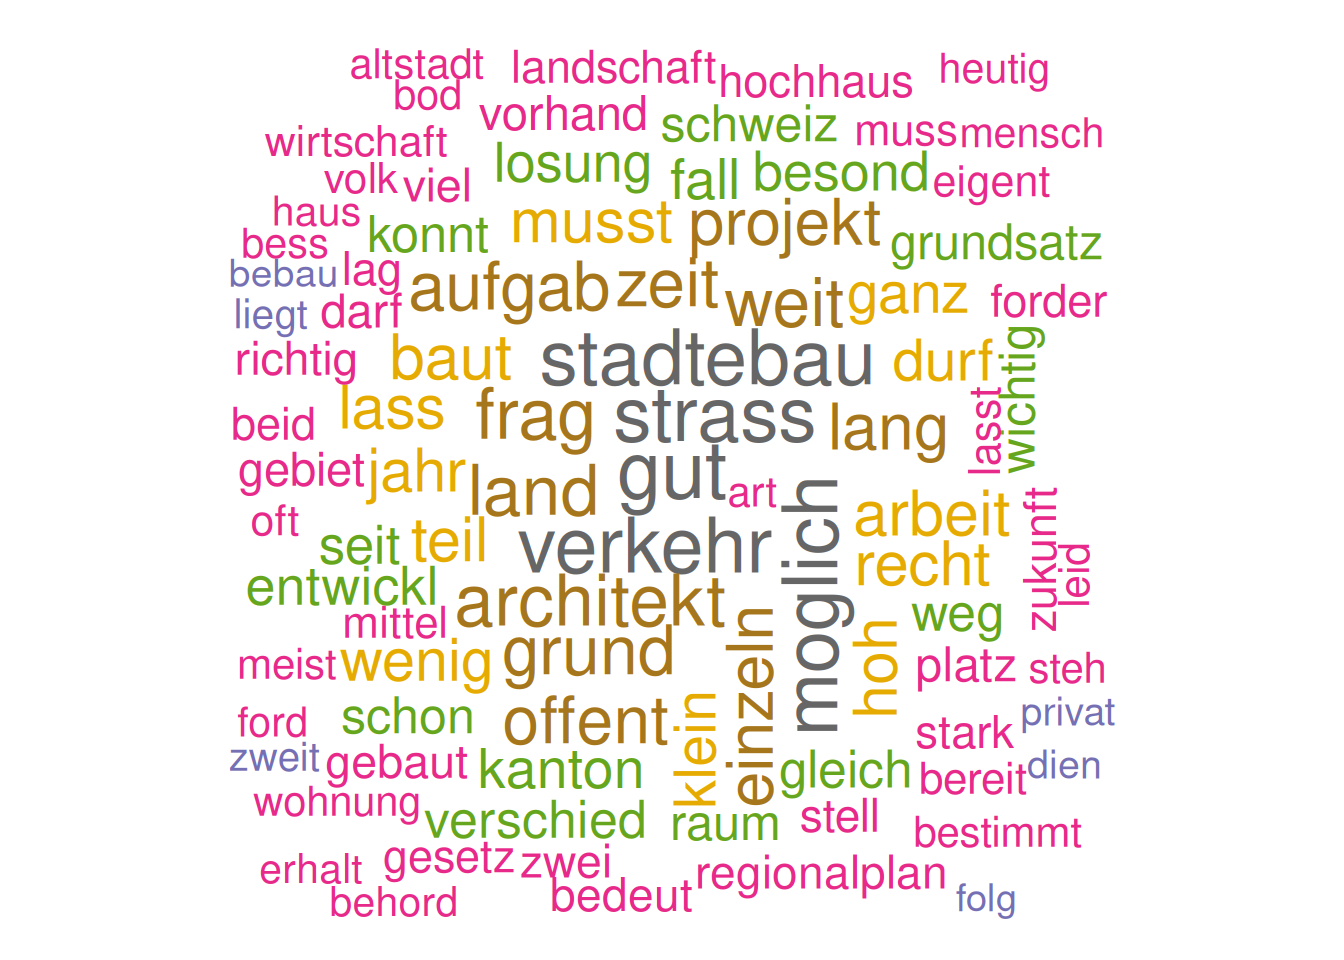 altstadt landschaft hochhaus heutig
bod vorhand schweiz muss mensch
wirtschaft losung fall besond eigent
volk viel
haus konnt musst projekt grundsatz
bess
bebau lag aufgab zeit weit ganz forder
liegt darf
richtig baut stadtebau durf wichtig
beid lass frag strass lang lasst
gebiet jahr land gut art moglich arbeit
oft seit teil verkehr recht zukunft leid
entwickl architekt einzeln hoh weg
mittel
meist wenig grund platz steh
ford schon offent klein stark privat
zweit gebaut kanton gleich bereit dien
wohnung verschied raum stell bestimmt
erhalt gesetz zwei regionalplan
behord bedeut folg